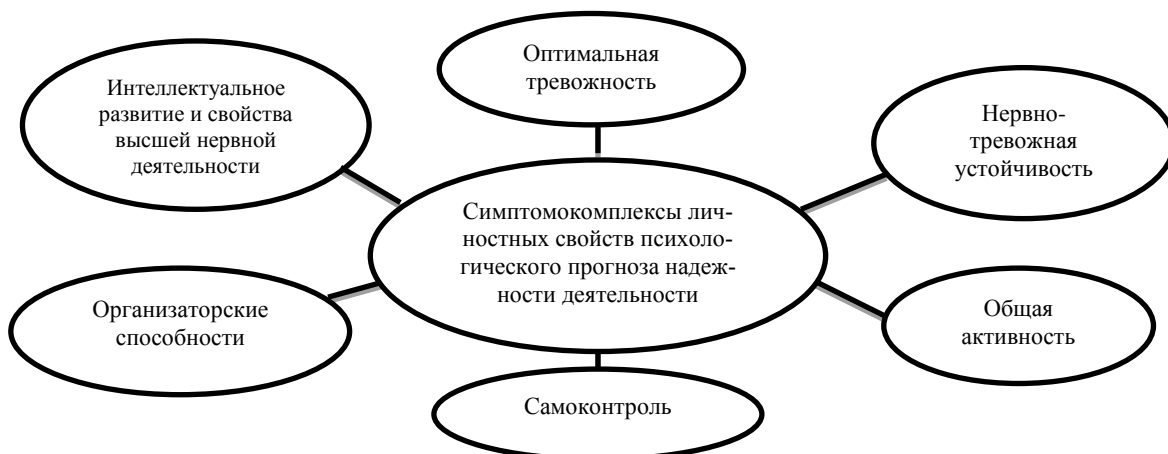 Оптимальная
тревожность
Интеллектуальное
развитие и свойства
высшей нервной
деятельности
Нервно-
тревожная
устойчивость
Симптомокомплексы лич-
ностных свойств психоло-
гического прогноза надеж-
ности деятельности
Организаторские
способности
Общая
активность
Самоконтроль